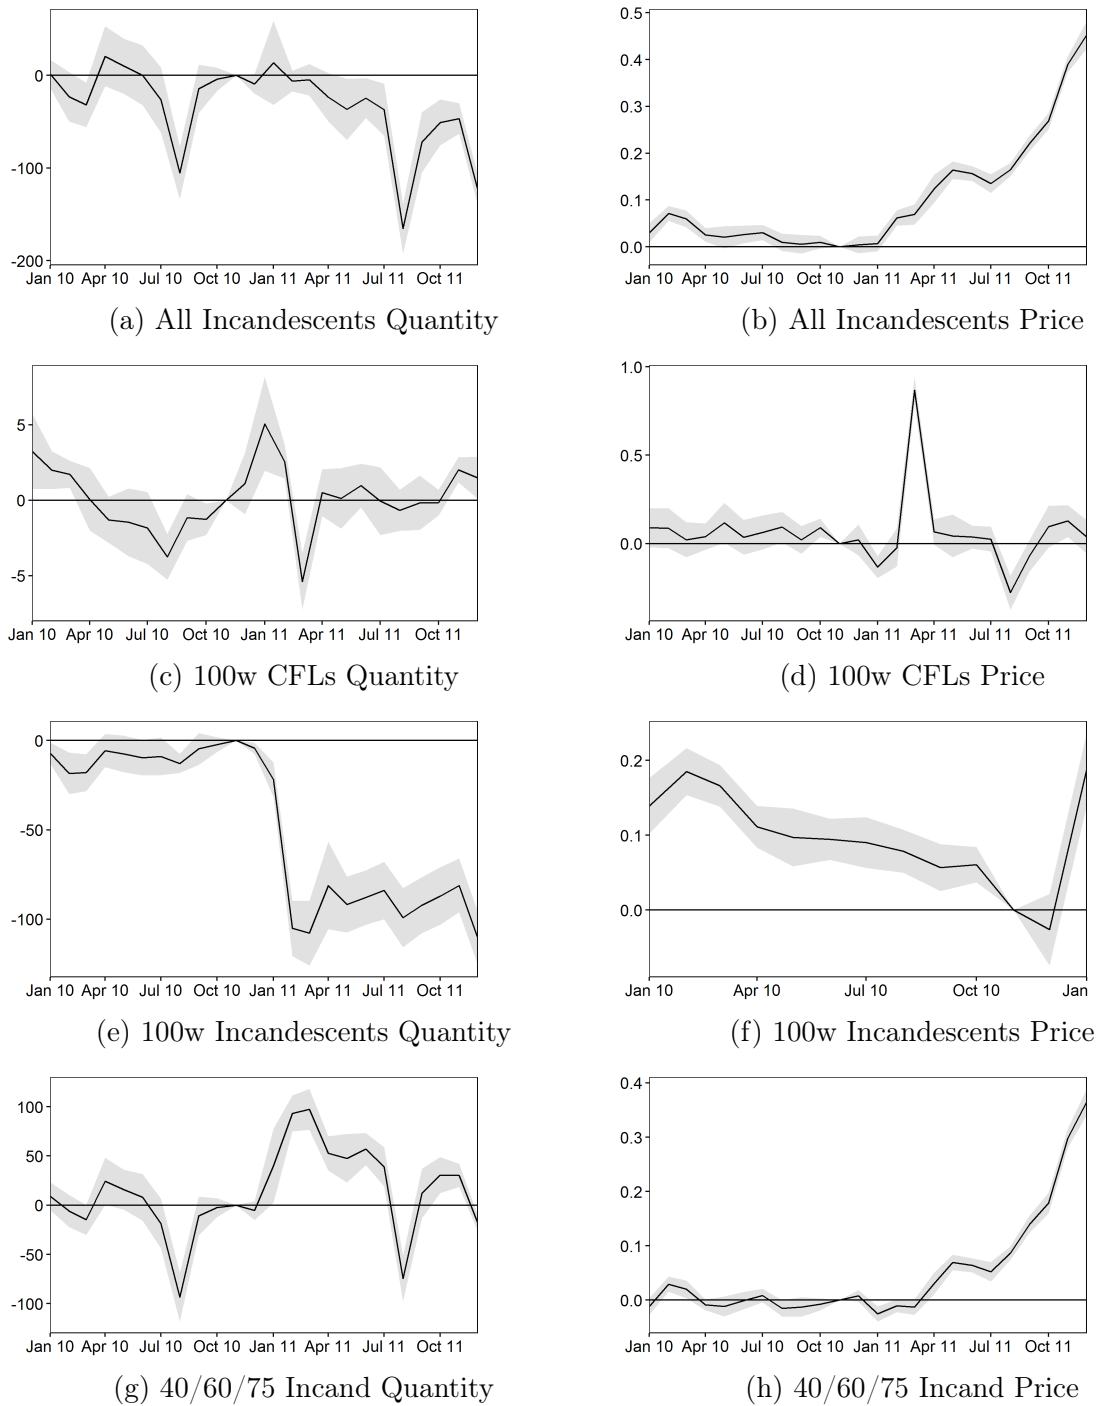 0
-100
-200
Jan 10 Apr 10 Jul 10 Oct 10 Jan 11 Apr 11 Jul 11 Oct 11
(a) All Incandescents Quantity
0.5
0.4
0.3
0.2
0.1
0.0
Jan 10 Apr 10 Jul 10 Oct 10 Jan 11 Apr 11 Jul 11 Oct 11
(b) All Incandescents Price
5
0
-5
Jan 10 Apr 10 Jul 10 Oct 10 Jan 11 Apr 11 Jul 11 Oct 11
(c) 100w CFLs Quantity
1.0
0.5
0.0
Jan 10 Apr 10 Jul 10 Oct 10 Jan 11 Apr 11 Jul 11 Oct 11
(d) 100w CFLs Price
0
-50
-100
Jan 10 Apr 10 Jul 10 Oct 10 Jan 11 Apr 11 Jul 11 Oct 11
(e) 100w Incandescents Quantity
0.2
0.1
0.0
Jan 10 Apr 10 Jul 10 Oct 10 Jan
(f) 100w Incandescents Price
100
50
0
-50
-100
Jan 10 Apr 10 Jul 10 Oct 10 Jan 11 Apr 11 Jul 11 Oct 11
(g) 40/60/75 Incand Quantity
0.4
0.3
0.2
0.1
0.0
Jan 10 Apr 10 Jul 10 Oct 10 Jan 11 Apr 11 Jul 11 Oct 11
(h) 40/60/75 Incand Price